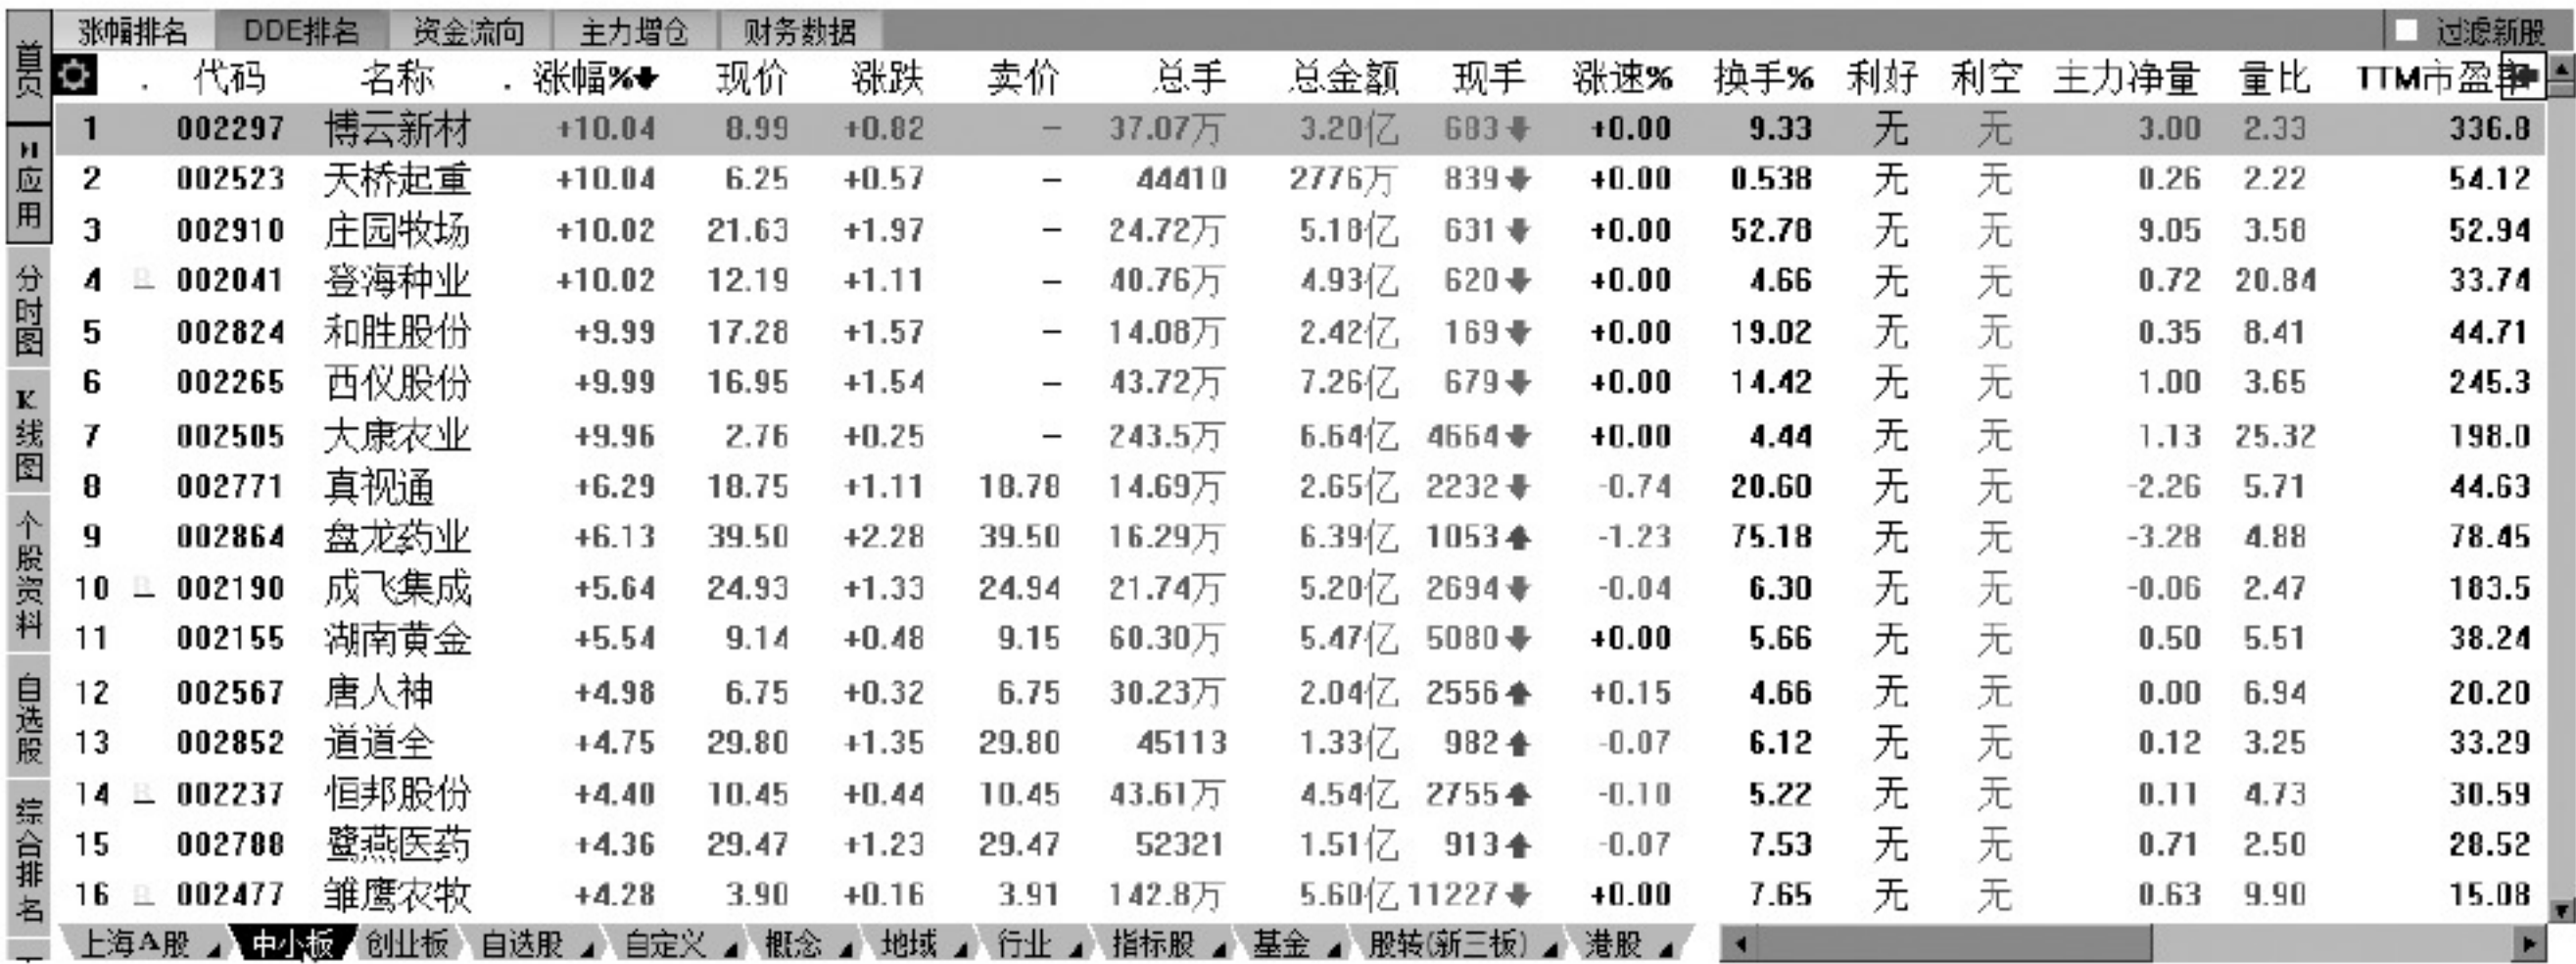 涨幅排名 DDE排名 资金流向 主力增仓 财务数据 过滤新股
代码 名称 涨幅% 现价 涨跌 卖价 总手 总金额 现手 涨速% 换手% 利好 利空 主力净量 量比 TTM市盈率
1 002297 博云新材 +10.04 8.99 +0.82 — 37.07万 3.20亿 683 +0.00 9.33 无 无 3.00 2.33 336.8
2 002523 天桥起重 +10.04 6.25 +0.57 — 44410 2776万 839 +0.00 0.538 无 无 0.26 2.22 54.12
3 002910 庄园牧场 +10.02 21.63 +1.97 — 24.72万 5.18亿 631 +0.00 52.78 无 无 9.05 3.58 52.94
4 R 002041 登海种业 +10.02 12.19 +1.11 — 40.76万 4.93亿 620 +0.00 4.66 无 无 0.72 20.84 33.74
5 002824 和胜股份 +9.99 17.28 +1.57 — 14.08万 2.42亿 169 +0.00 19.02 无 无 0.35 8.41 44.71
6 002265 西仪股份 +9.99 16.95 +1.54 — 43.72万 7.26亿 679 +0.00 14.42 无 无 1.00 3.65 245.3
7 002505 大康农业 +9.96 2.76 +0.25 — 243.5万 6.64亿 4664 +0.00 4.44 无 无 1.13 25.32 198.0
8 002771 真视通 +6.29 18.75 +1.11 18.78 14.69万 2.65亿 2232 -0.74 20.60 无 无 -2.26 5.71 44.63
9 002864 盘龙药业 +6.13 39.50 +2.28 39.50 16.29万 6.39亿 1053 -1.23 75.18 无 无 -3.28 4.88 78.45
10 R 002190 成飞集成 +5.64 24.93 +1.33 24.94 21.74万 5.20亿 2694 -0.04 6.30 无 无 -0.06 2.47 183.5
11 002155 湖南黄金 +5.54 9.14 +0.48 9.15 60.30万 5.47亿 5080 +0.00 5.66 无 无 0.50 5.51 38.24
12 002567 唐人神 +4.98 6.75 +0.32 6.75 30.23万 2.04亿 2556 +0.15 4.66 无 无 0.00 6.94 20.20
13 002852 道道全 +4.75 29.80 +1.35 29.80 45113 1.33亿 982 -0.07 6.12 无 无 0.12 3.25 33.29
14 R 002237 恒邦股份 +4.40 10.45 +0.44 10.45 43.61万 4.54亿 2755 -0.10 5.22 无 无 0.11 4.73 30.59
15 002788 鹭燕医药 +4.36 29.47 +1.23 29.47 52321 1.51亿 913 -0.07 7.53 无 无 0.71 2.50 28.52
16 R 002477 雏鹰农牧 +4.28 3.90 +0.16 3.91 142.8万 5.60亿 11227 +0.00 7.65 无 无 0.63 9.90 15.08
上海A股 中小板 创业板 自选股 自定义 概念 地域 行业 指标股 基金 股转(新三板) 港股
首页
应用
分时图
K线图
个股资料
自选股
综合排名